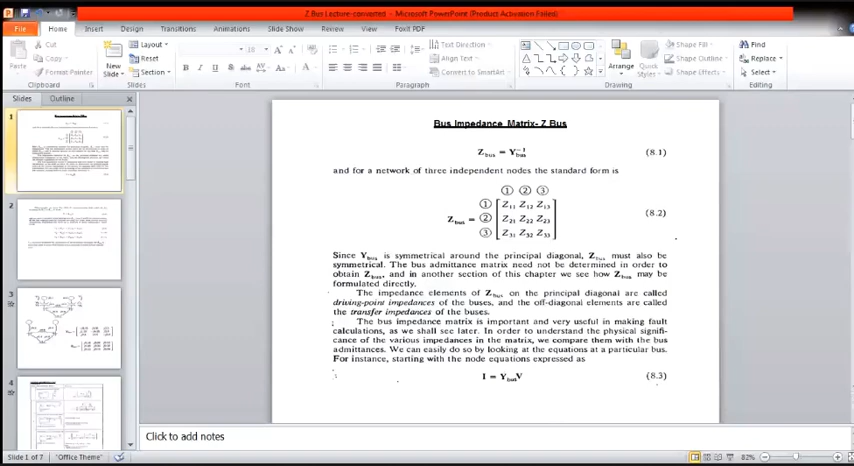 Z Bus Lecture-converted - Microsoft PowerPoint (Product Activation Failed)
File Home Insert Design Transitions Animations Slide Show Review View Foxit PDF
Cut
Copy
Format Painter
Paste
Clipboard
New
Slide
Layout
Reset
Section
Slides
Font
Text Direction
Align Text
Convert to SmartArt
Paragraph
Arrange
Quick
Styles
Shape Fill
Shape Outline
Shape Effects
Drawing
Find
Replace
Select
Editing
Slides Outline
1
2
3
4
Bus Impedance Matrix- Z Bus
Z_bus = Y_bus^-1 (8.1)
and for a network of three independent nodes the standard form is
① ② ③
① Z11 Z12 Z13
Z_bus = ② Z21 Z22 Z23 (8.2)
③ Z31 Z32 Z33
Since Y_bus is symmetrical around the principal diagonal, Z_bus must also be
symmetrical. The bus admittance matrix need not be determined in order to
obtain Z_bus, and in another section of this chapter we see how Z_bus may be
formulated directly.
The impedance elements of Z_bus on the principal diagonal are called
driving-point impedances of the buses, and the off-diagonal elements are called
the transfer impedances of the buses.
The bus impedance matrix is important and very useful in making fault
calculations, as we shall see later. In order to understand the physical signifi-
cance of the various impedances in the matrix, we compare them with the bus
admittances. We can easily do so by looking at the equations at a particular bus.
For instance, starting with the node equations expressed as
I = Y_bus V (8.3)
Click to add notes
Slide 1 of 7 "Office Theme" 82%